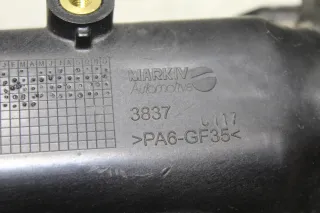 MARK IV
Automotive
3837
>PA6-GF35<